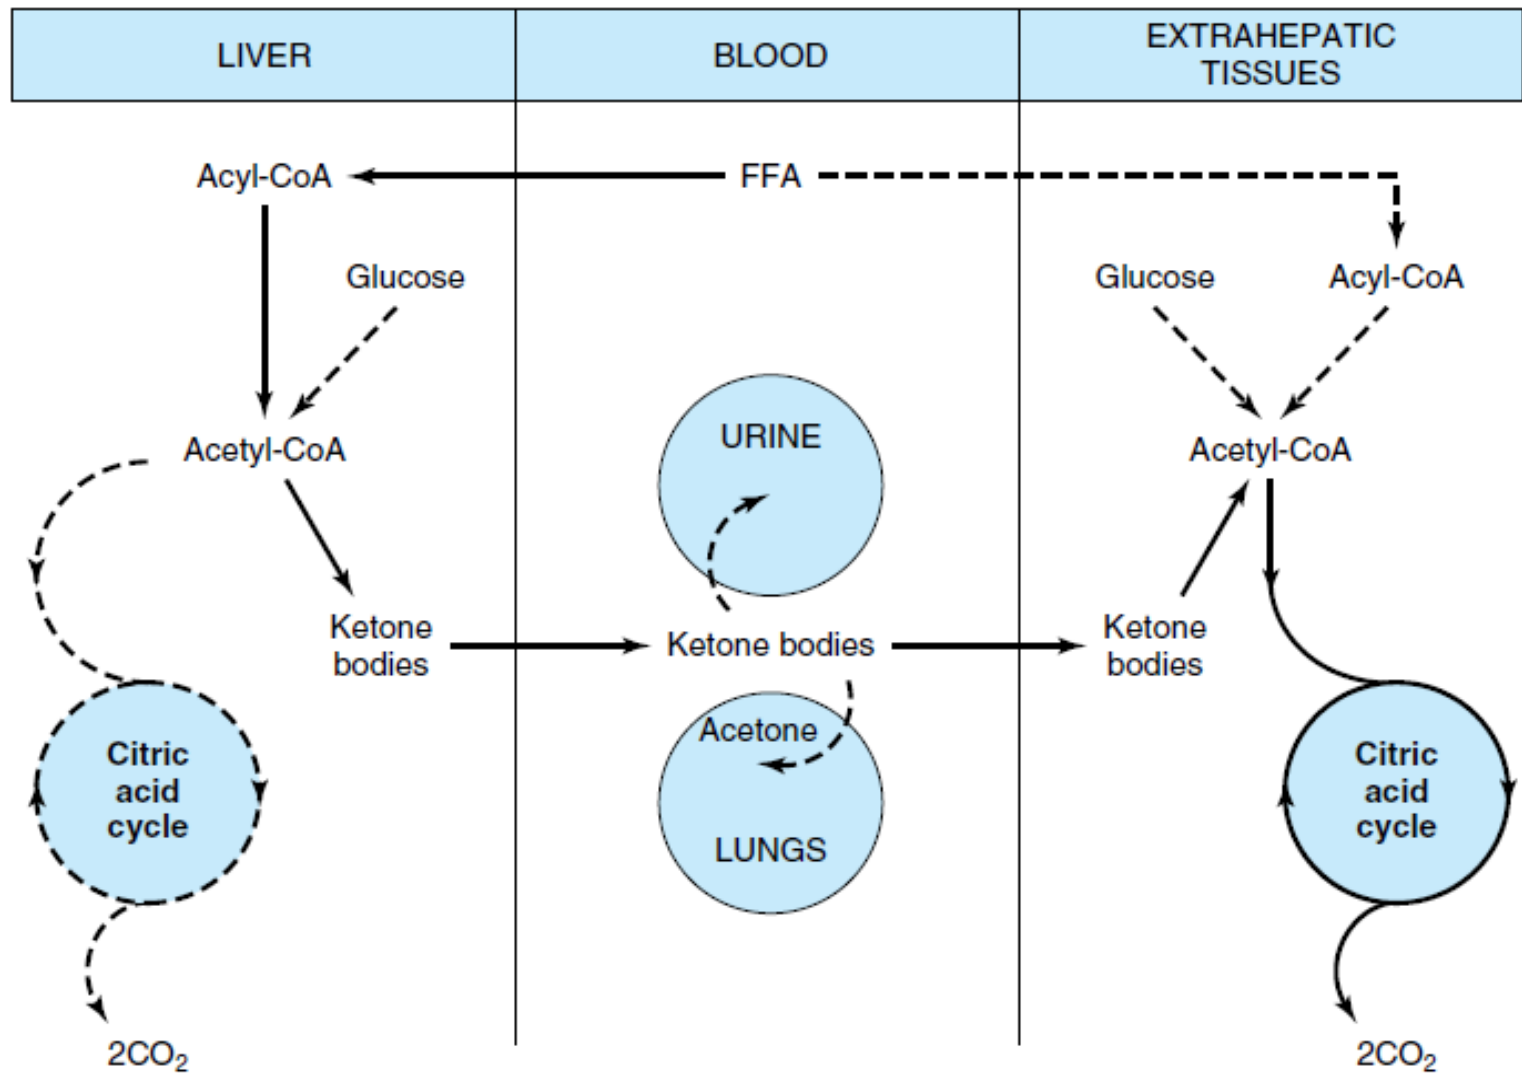 LIVER
BLOOD
EXTRAHEPATIC
TISSUES
Acyl-CoA
FFA
Glucose
Glucose
Acyl-CoA
URINE
Acetyl-CoA
Acetyl-CoA
Ketone
bodies
Ketone bodies
Ketone
bodies
Acetone
Citric
acid
cycle
LUNGS
Citric
acid
cycle
2CO₂
2CO₂